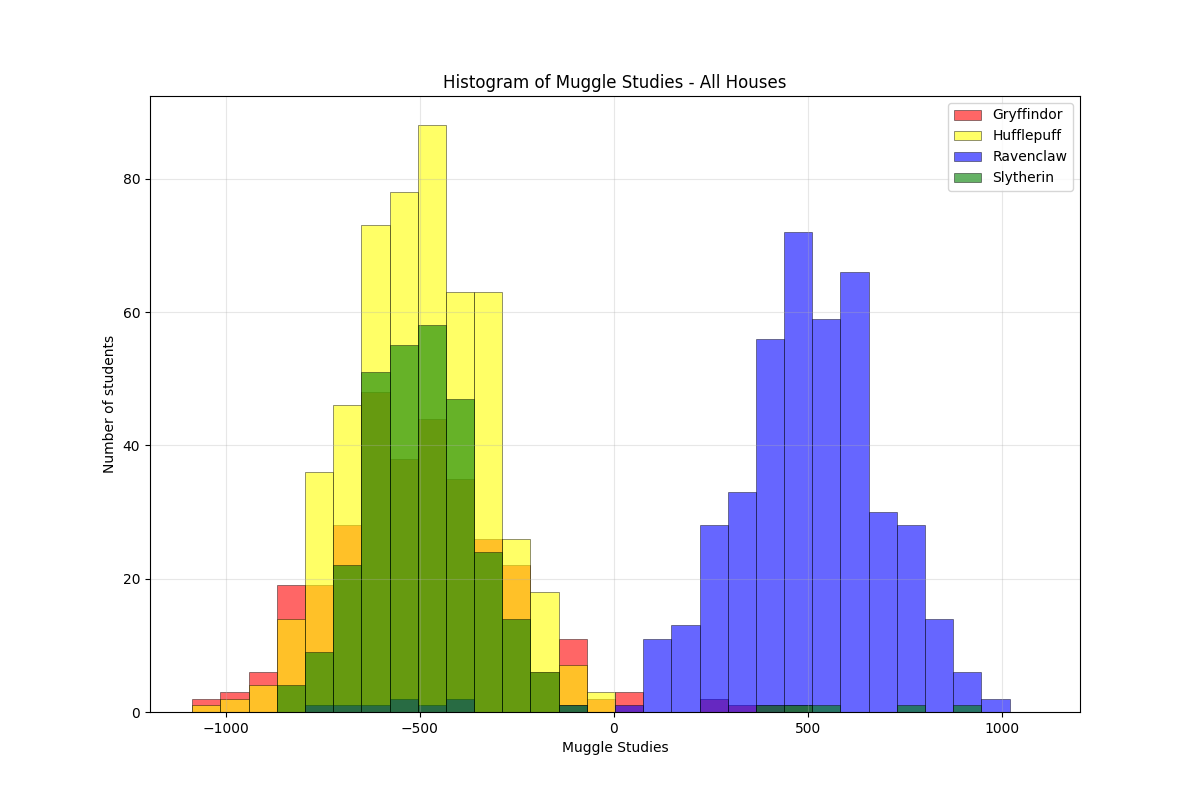 Histogram of Muggle Studies - All Houses
Gryffindor
Hufflepuff
Ravenclaw
Slytherin
Number of students
80
60
40
20
0
−1000 −500 0 500 1000
Muggle Studies